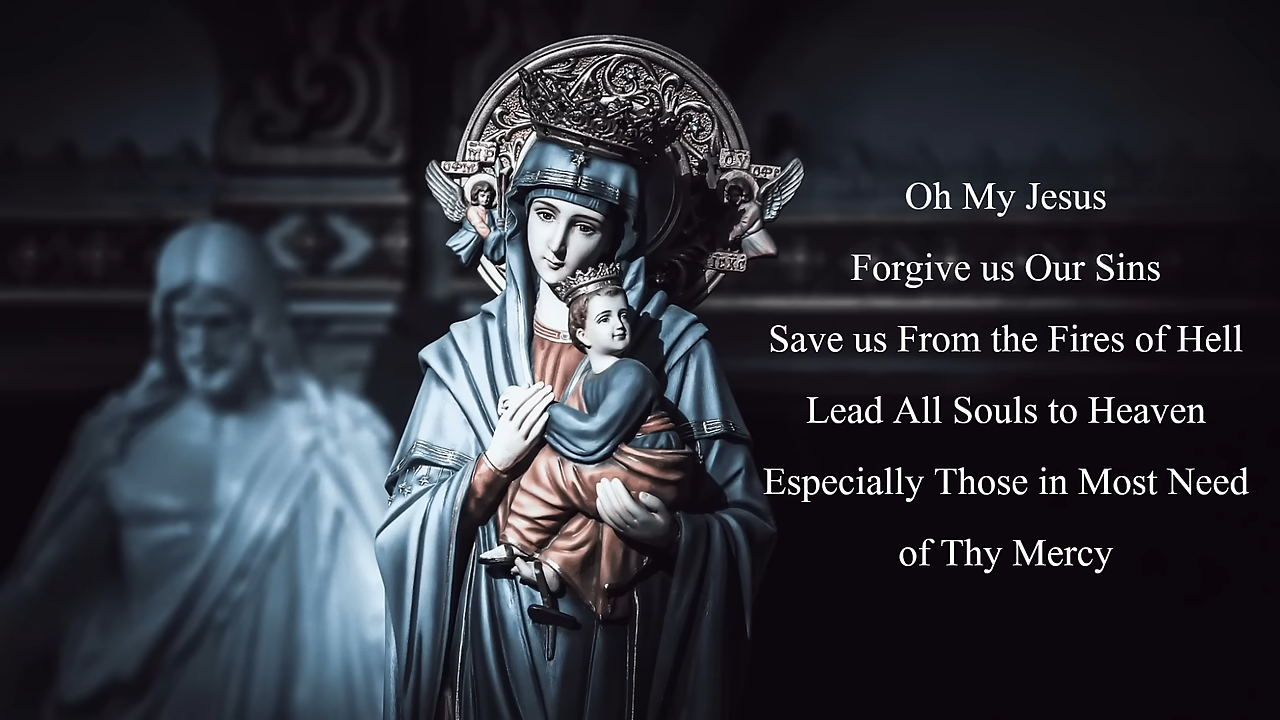 Oh My Jesus
Forgive us Our Sins
Save us From the Fires of Hell
Lead All Souls to Heaven
Especially Those in Most Need
of Thy Mercy